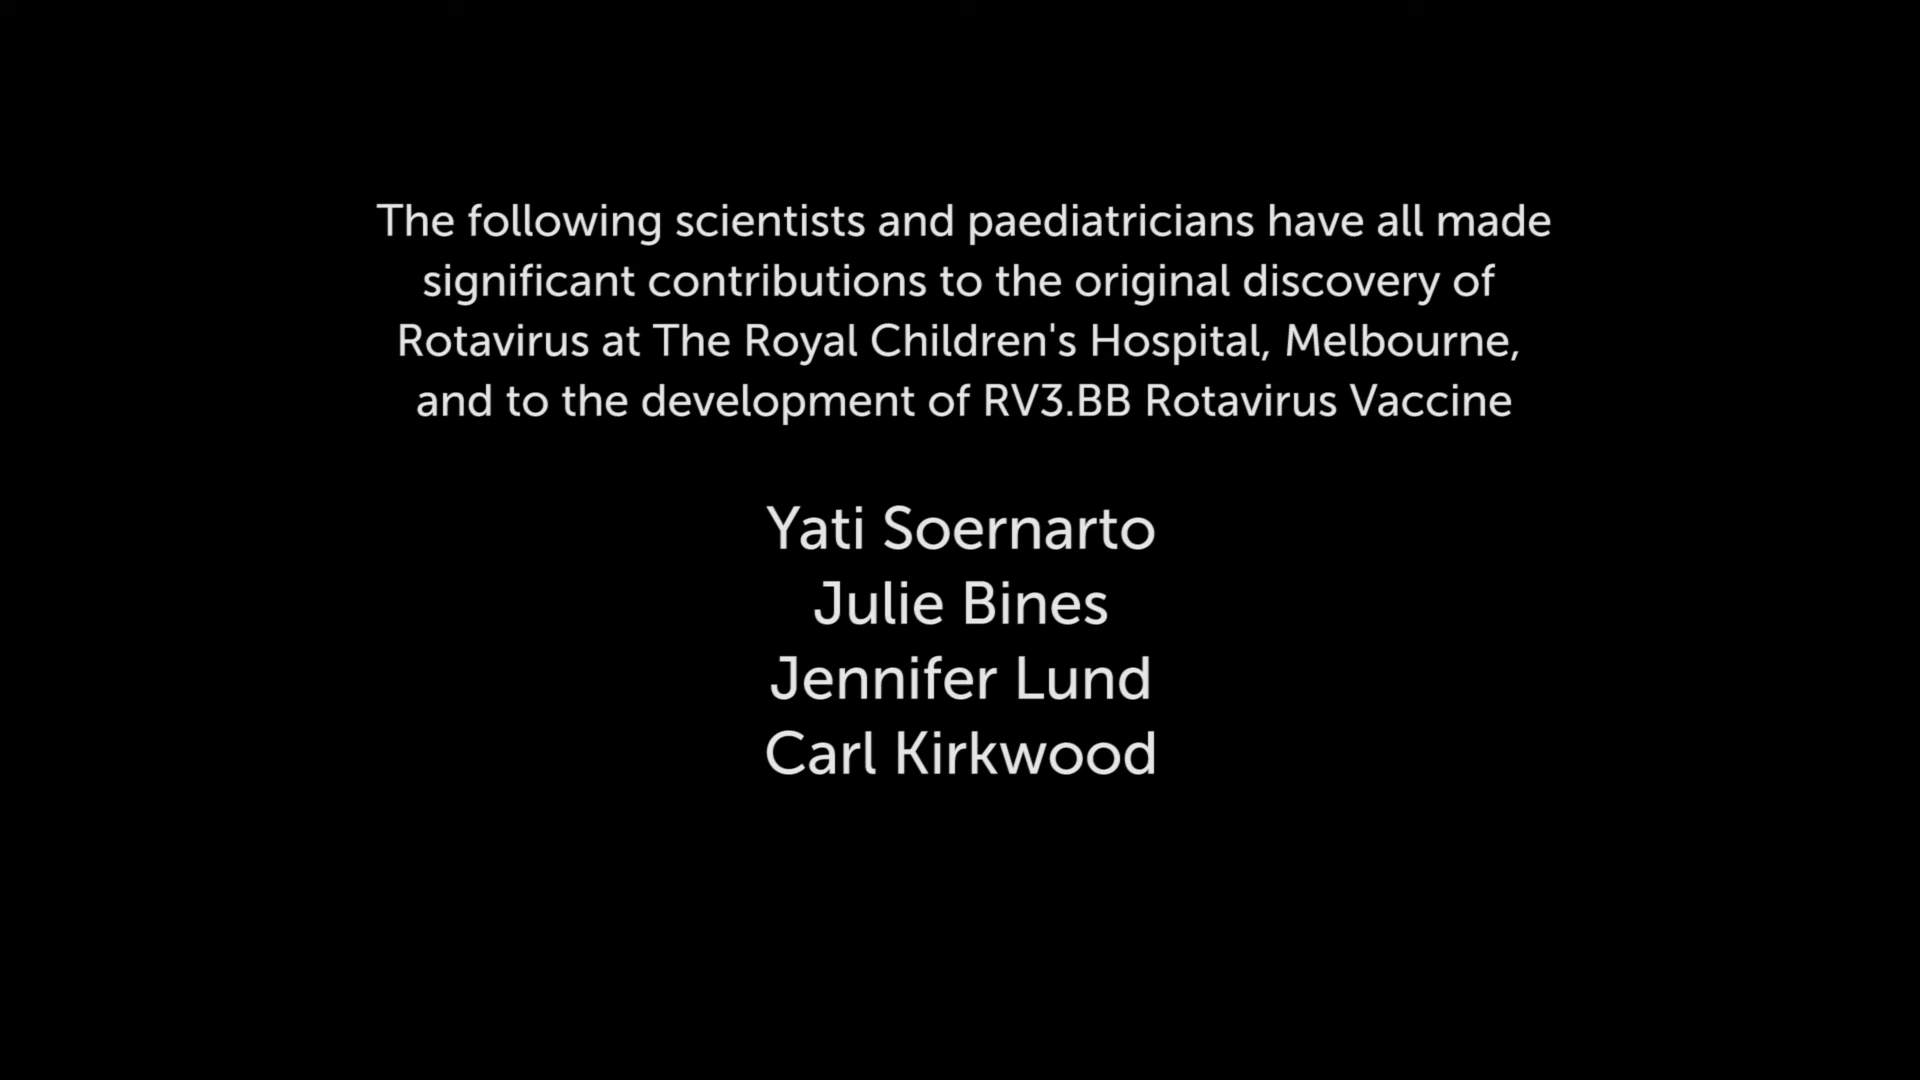 The following scientists and paediatricians have all made
significant contributions to the original discovery of
Rotavirus at The Royal Children's Hospital, Melbourne,
and to the development of RV3.BB Rotavirus Vaccine
Yati Soernarto
Julie Bines
Jennifer Lund
Carl Kirkwood